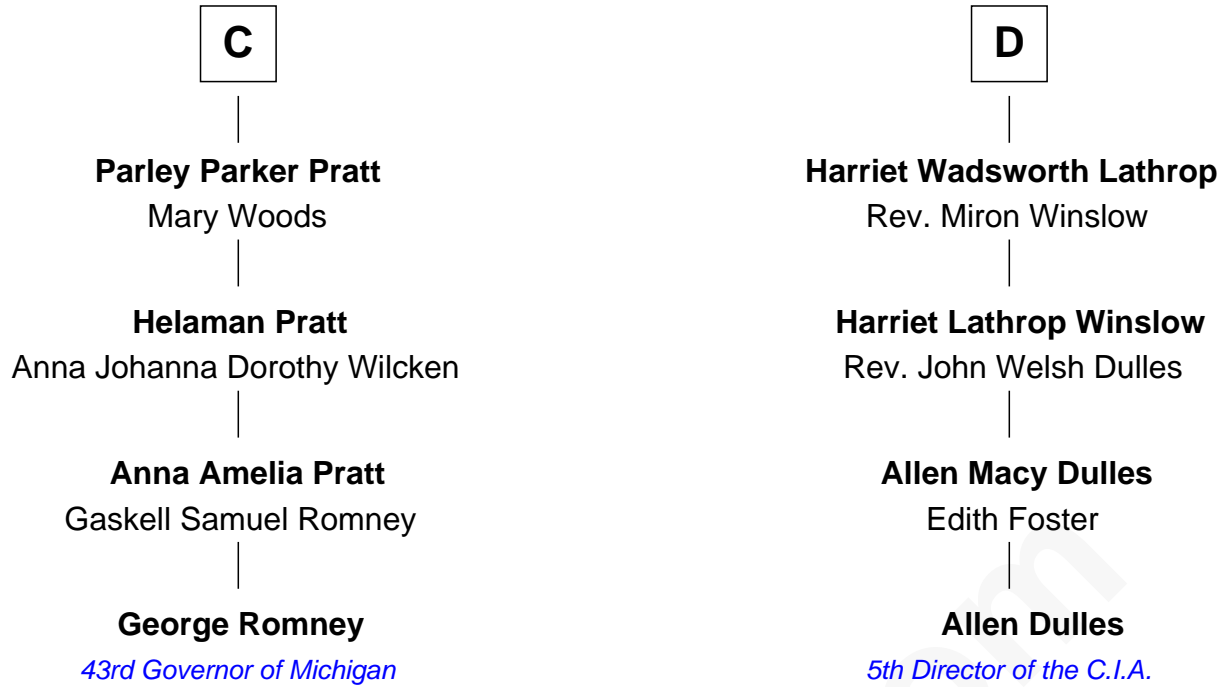 C
Parley Parker Pratt
Mary Woods
Helaman Pratt
Anna Johanna Dorothy Wilcken
Anna Amelia Pratt
Gaskell Samuel Romney
George Romney
43rd Governor of Michigan
D
Harriet Wadsworth Lathrop
Rev. Miron Winslow
Harriet Lathrop Winslow
Rev. John Welsh Dulles
Allen Macy Dulles
Edith Foster
Allen Dulles
5th Director of the C.I.A.